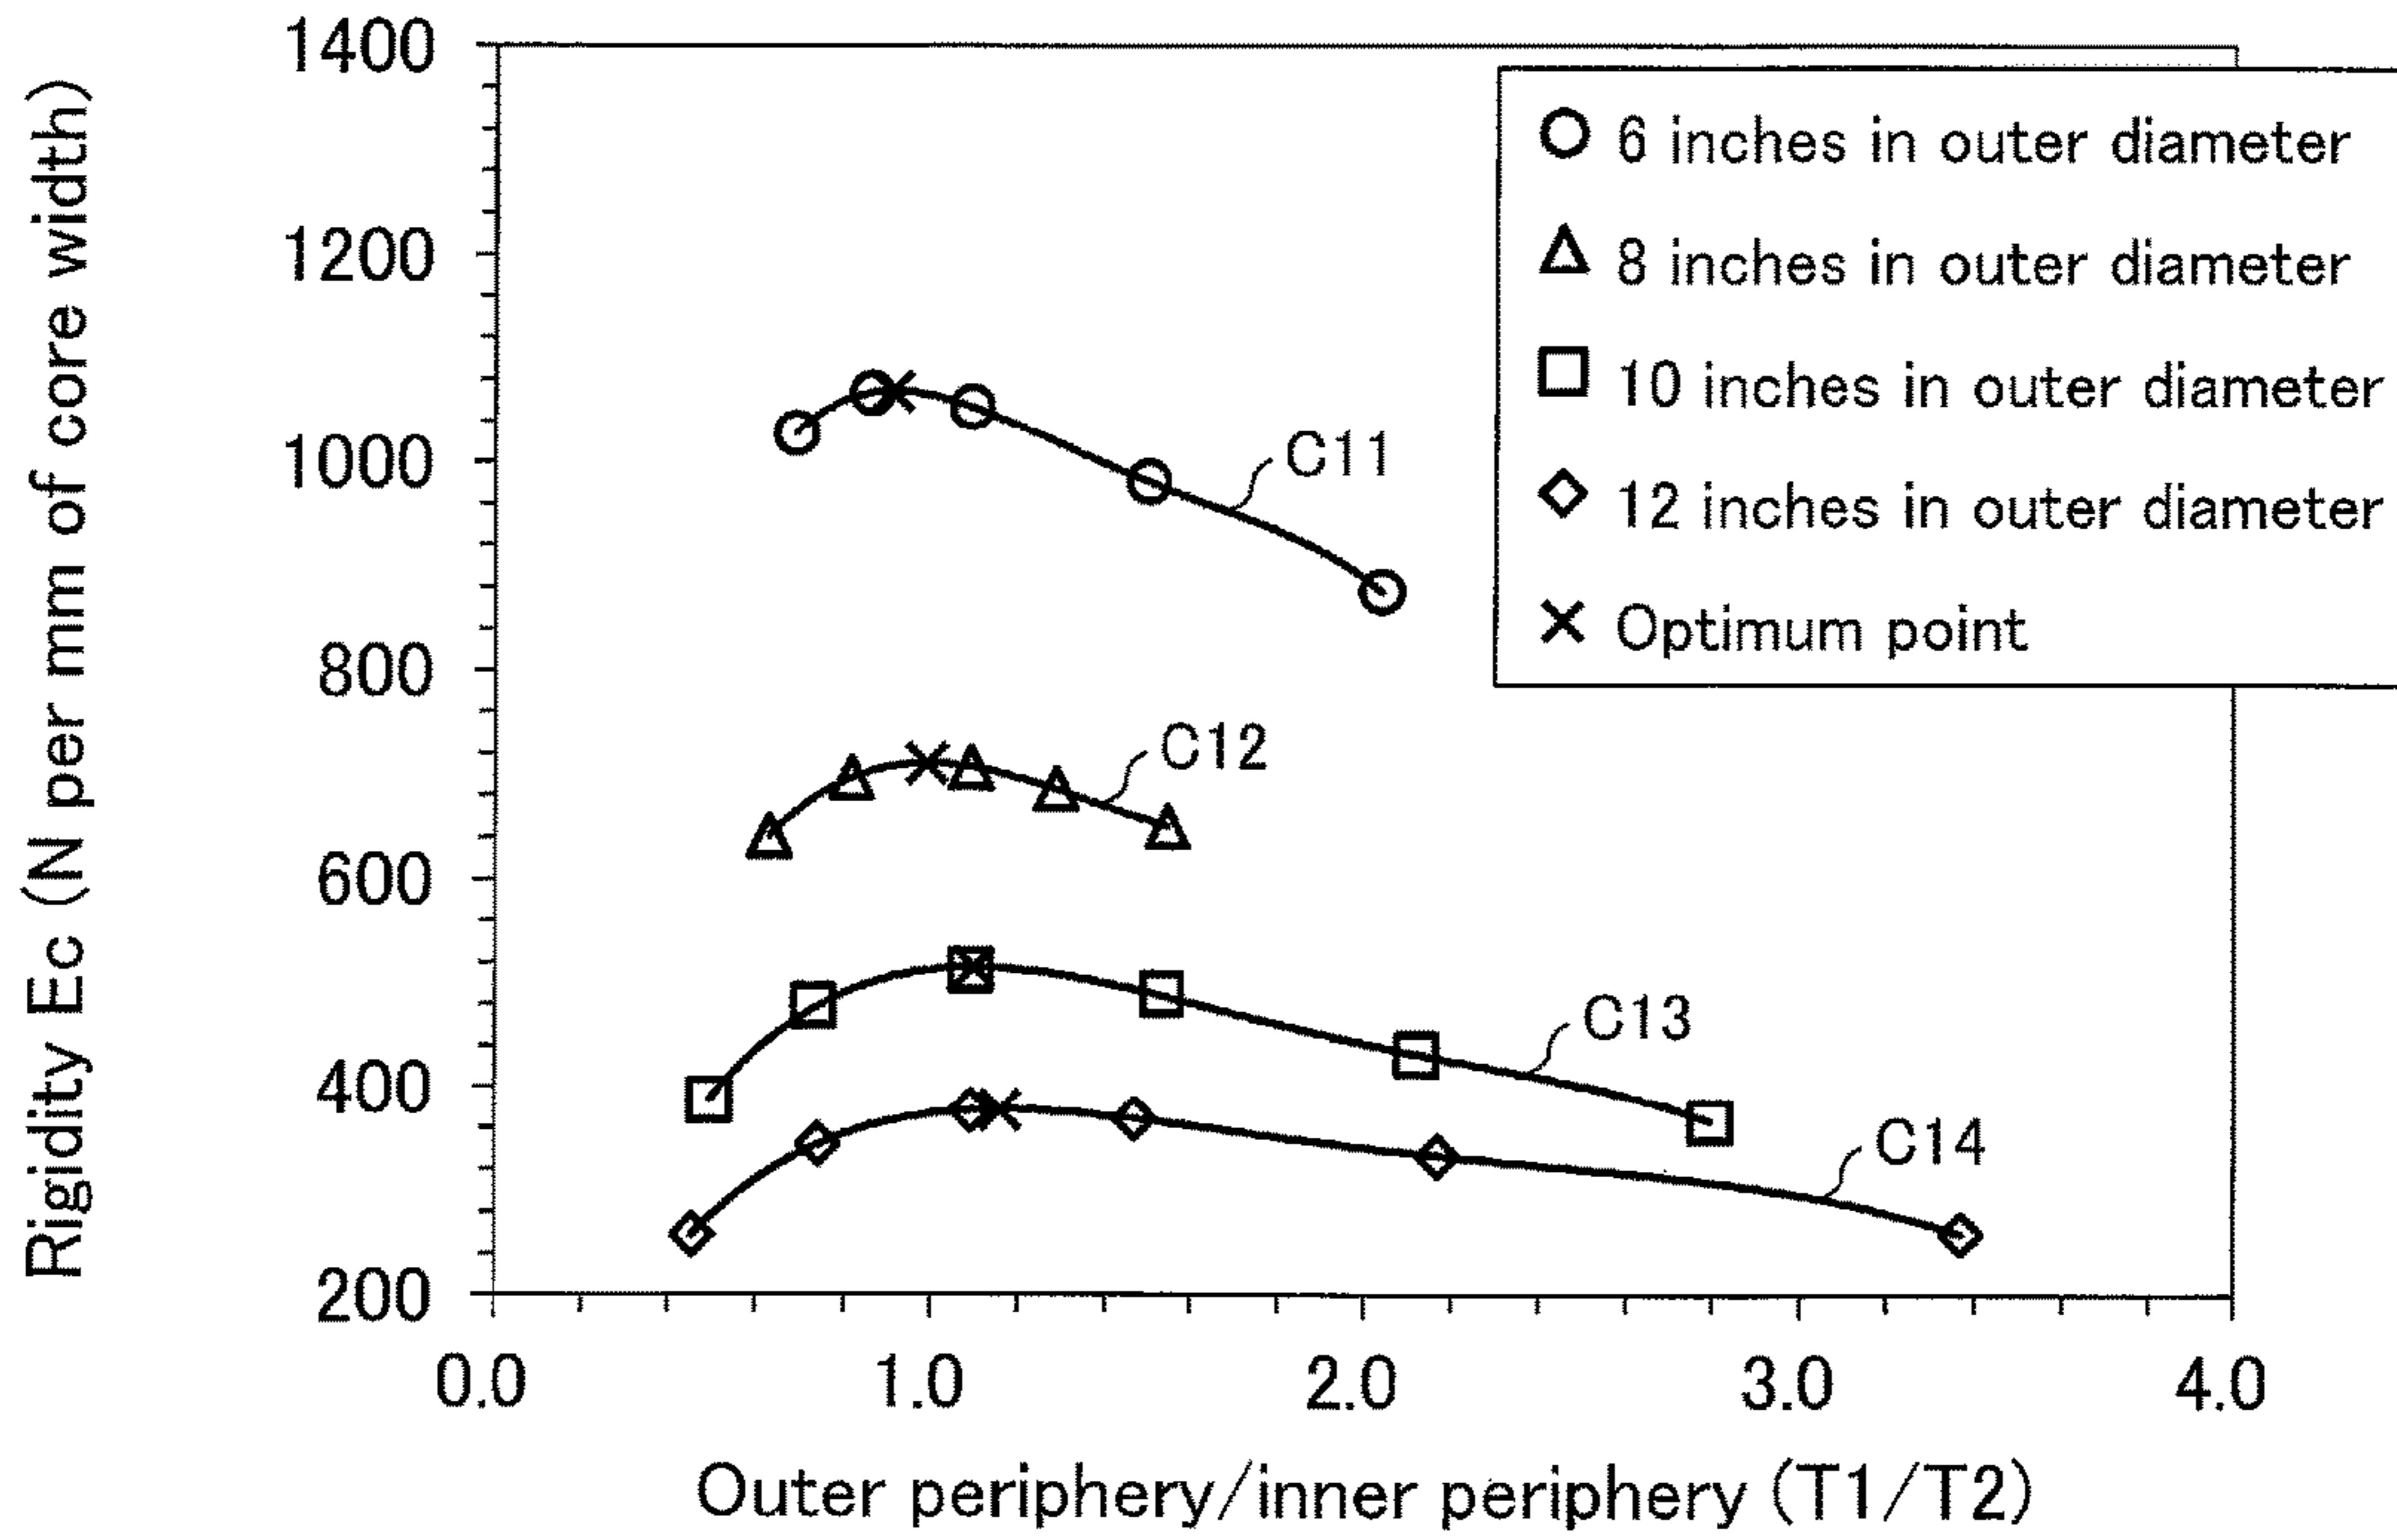 Rigidity Ec (N per mm of core width)
1400
1200
1000
800
600
400
200
6 inches in outer diameter
8 inches in outer diameter
10 inches in outer diameter
12 inches in outer diameter
Optimum point
C11
C12
C13
C14
0.0 1.0 2.0 3.0 4.0
Outer periphery/inner periphery (T1/T2)